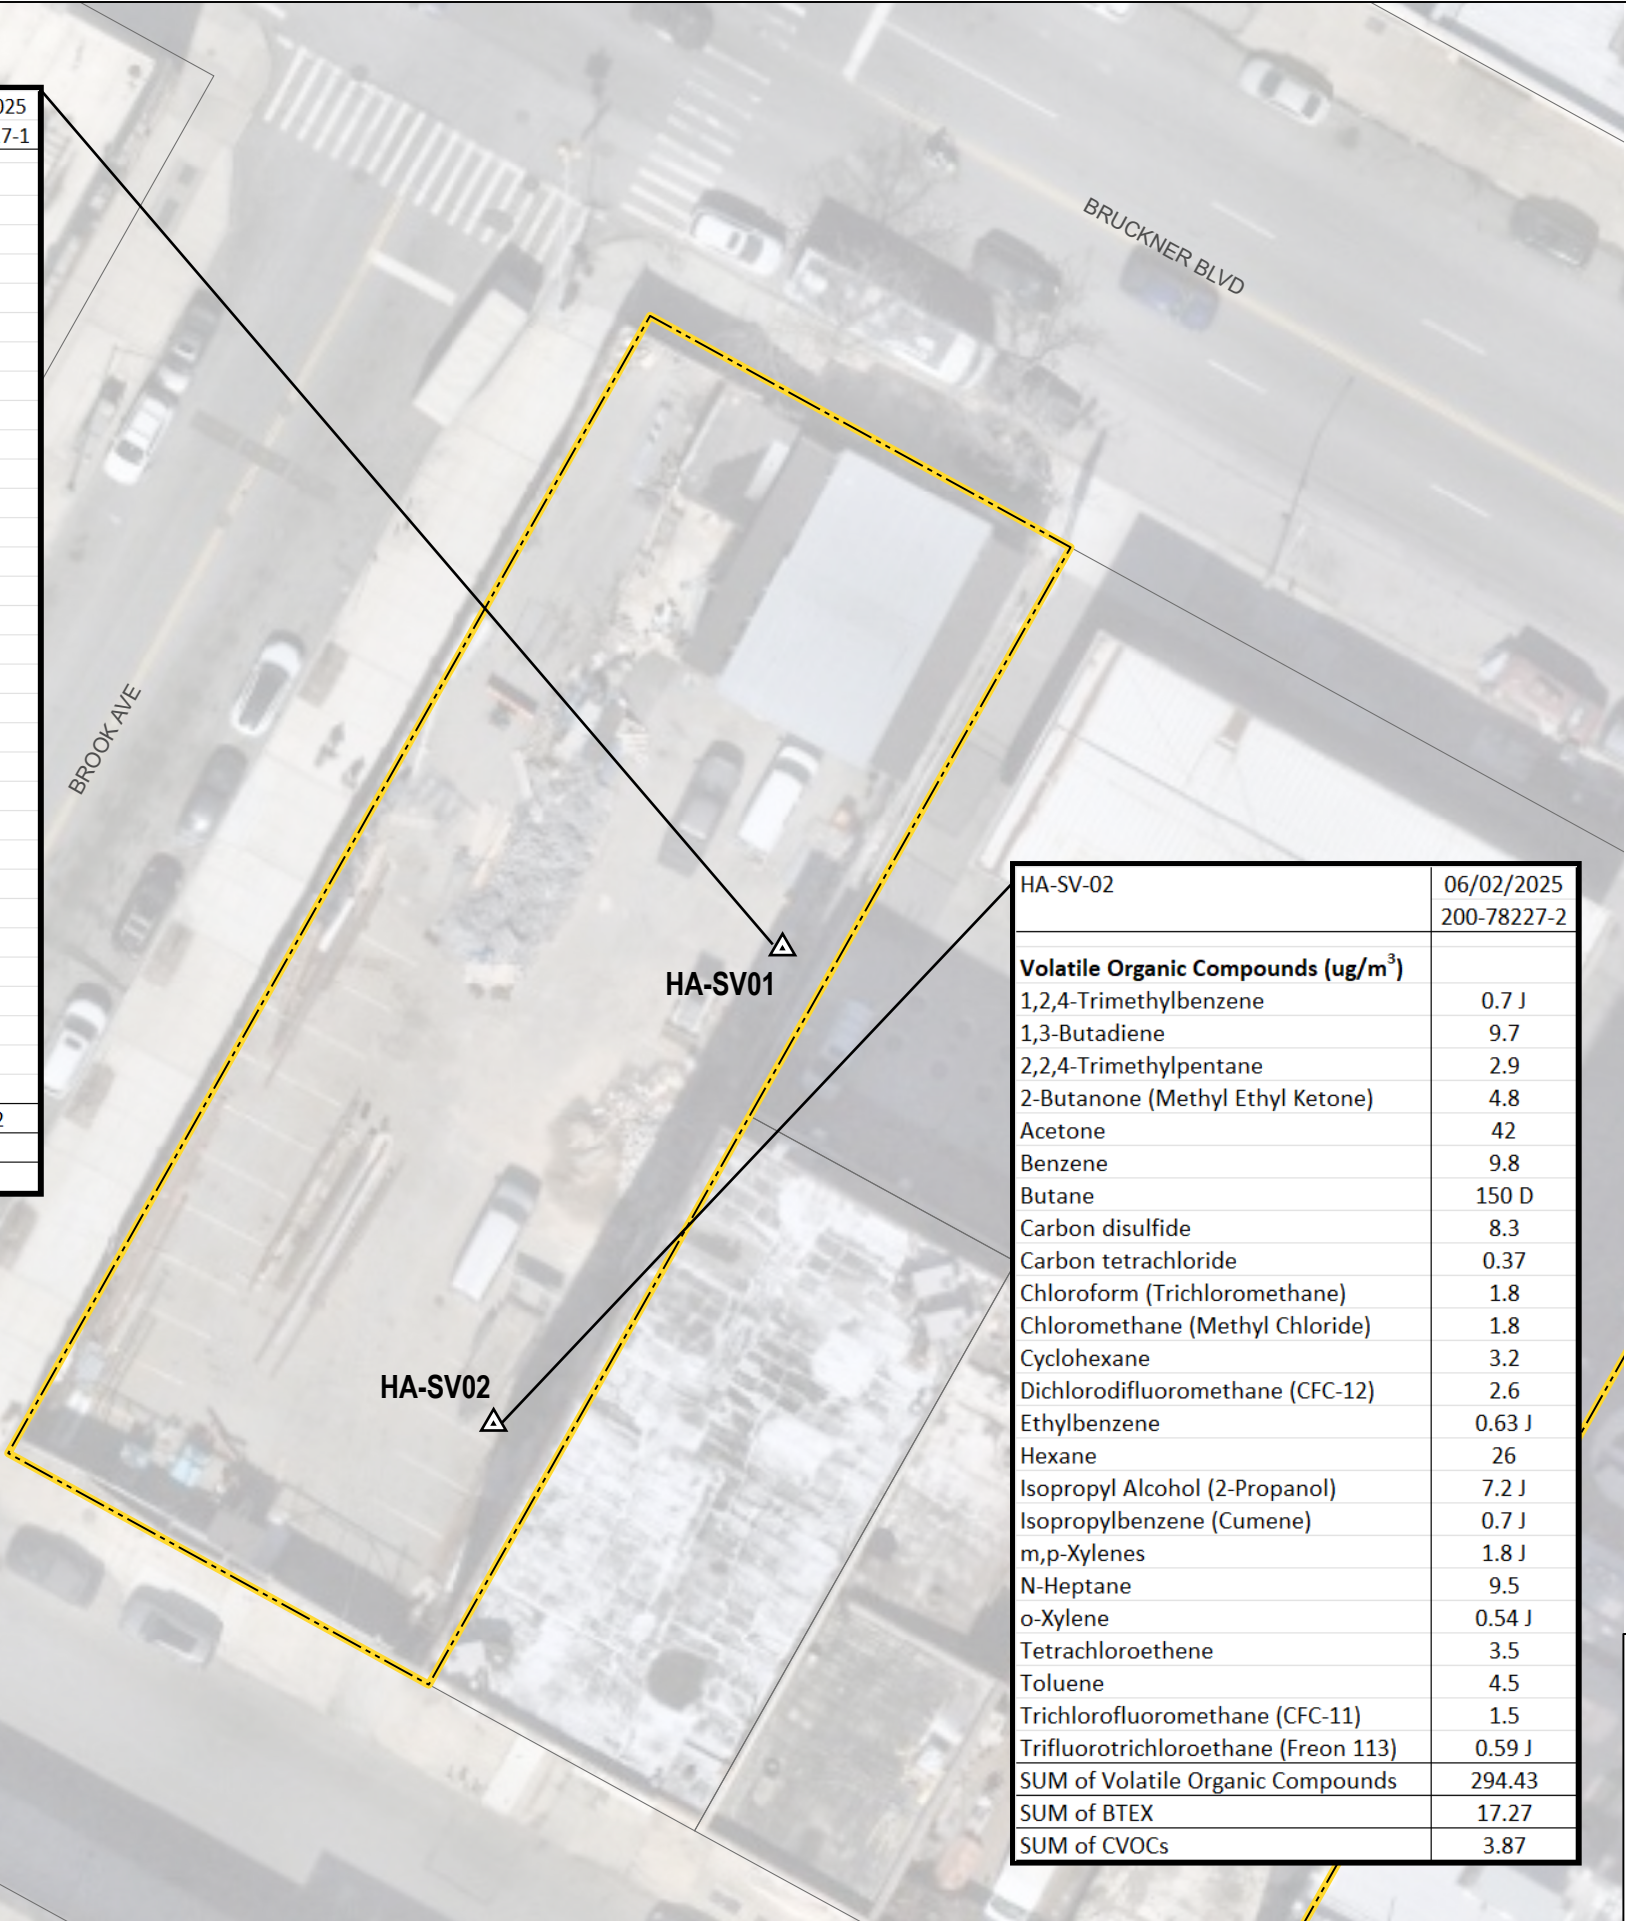 025
7-1
2
BRUCKNER BLVD
BROOK AVE
HA-SV01
HA-SV02
HA-SV-02 06/02/2025
200-78227-2
Volatile Organic Compounds (ug/m³)
1,2,4-Trimethylbenzene 0.7 J
1,3-Butadiene 9.7
2,2,4-Trimethylpentane 2.9
2-Butanone (Methyl Ethyl Ketone) 4.8
Acetone 42
Benzene 9.8
Butane 150 D
Carbon disulfide 8.3
Carbon tetrachloride 0.37
Chloroform (Trichloromethane) 1.8
Chloromethane (Methyl Chloride) 1.8
Cyclohexane 3.2
Dichlorodifluoromethane (CFC-12) 2.6
Ethylbenzene 0.63 J
Hexane 26
Isopropyl Alcohol (2-Propanol) 7.2 J
Isopropylbenzene (Cumene) 0.7 J
m,p-Xylenes 1.8 J
N-Heptane 9.5
o-Xylene 0.54 J
Tetrachloroethene 3.5
Toluene 4.5
Trichlorofluoromethane (CFC-11) 1.5
Trifluorotrichloroethane (Freon 113) 0.59 J
SUM of Volatile Organic Compounds 294.43
SUM of BTEX 17.27
SUM of CVOCs 3.87